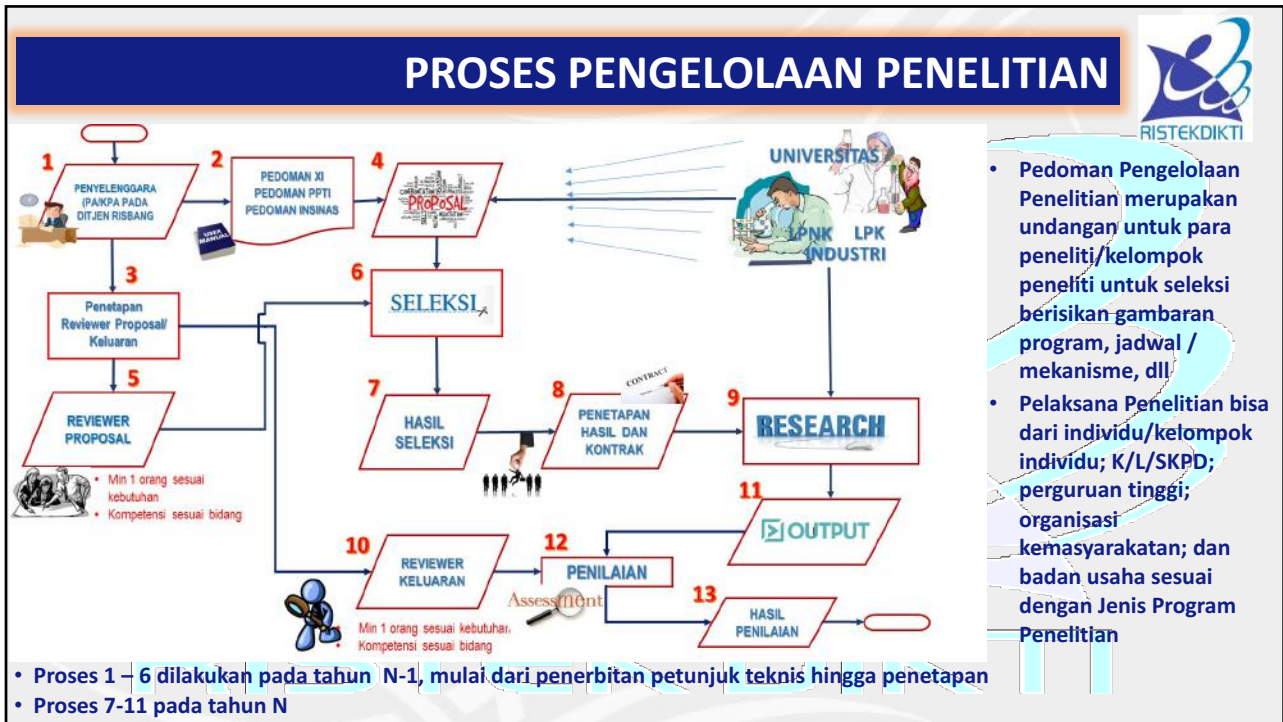 PROSES PENGELOLAAN PENELITIAN
RISTEKDIKTI
1
PENYELENGGARA
(PA/KPA PADA
DITJEN RISBANG
2
PEDOMAN XI
PEDOMAN PPTI
PEDOMAN INSINAS
USER
MANUAL
4
PROPOSAL
UNIVERSITAS
LPNK LPK
INDUSTRI
3
Penetapan
Reviewer Proposal/
Keluaran
6
SELEKSI
5
REVIEWER
PROPOSAL
• Min 1 orang sesuai
kebutuhan
• Kompetensi sesuai bidang
7
HASIL
SELEKSI
8
CONTRACT
PENETAPAN
HASIL DAN
KONTRAK
9
RESEARCH
11
OUTPUT
10
REVIEWER
KELUARAN
• Min 1 orang sesuai kebutuhan
• Kompetensi sesuai bidang
12
PENILAIAN
Assessment
13
HASIL
PENILAIAN
• Pedoman Pengelolaan
Penelitian merupakan
undangan untuk para
peneliti/kelompok
peneliti untuk seleksi
berisikan gambaran
program, jadwal /
mekanisme, dll
• Pelaksana Penelitian bisa
dari individu/kelompok
individu; K/L/SKPD;
perguruan tinggi;
organisasi
kemasyarakatan; dan
badan usaha sesuai
dengan Jenis Program
Penelitian
• Proses 1 – 6 dilakukan pada tahun N-1, mulai dari penerbitan petunjuk teknis hingga penetapan
• Proses 7-11 pada tahun N